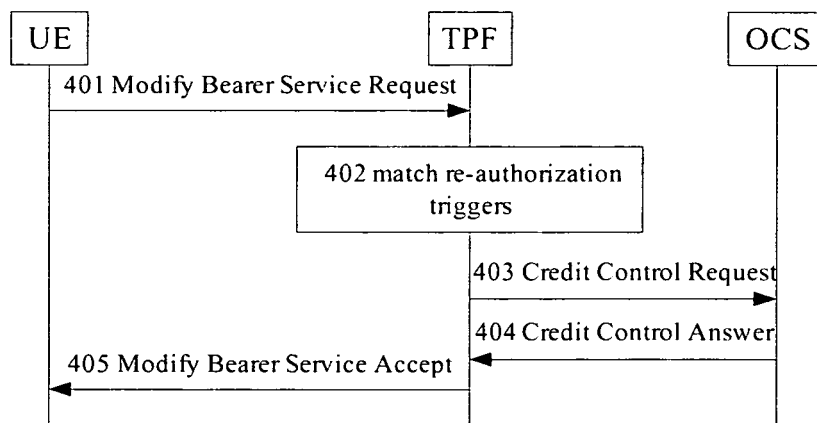 UE
TPF
OCS
401 Modify Bearer Service Request
402 match re-authorization
triggers
403 Credit Control Request
404 Credit Control Answer
405 Modify Bearer Service Accept